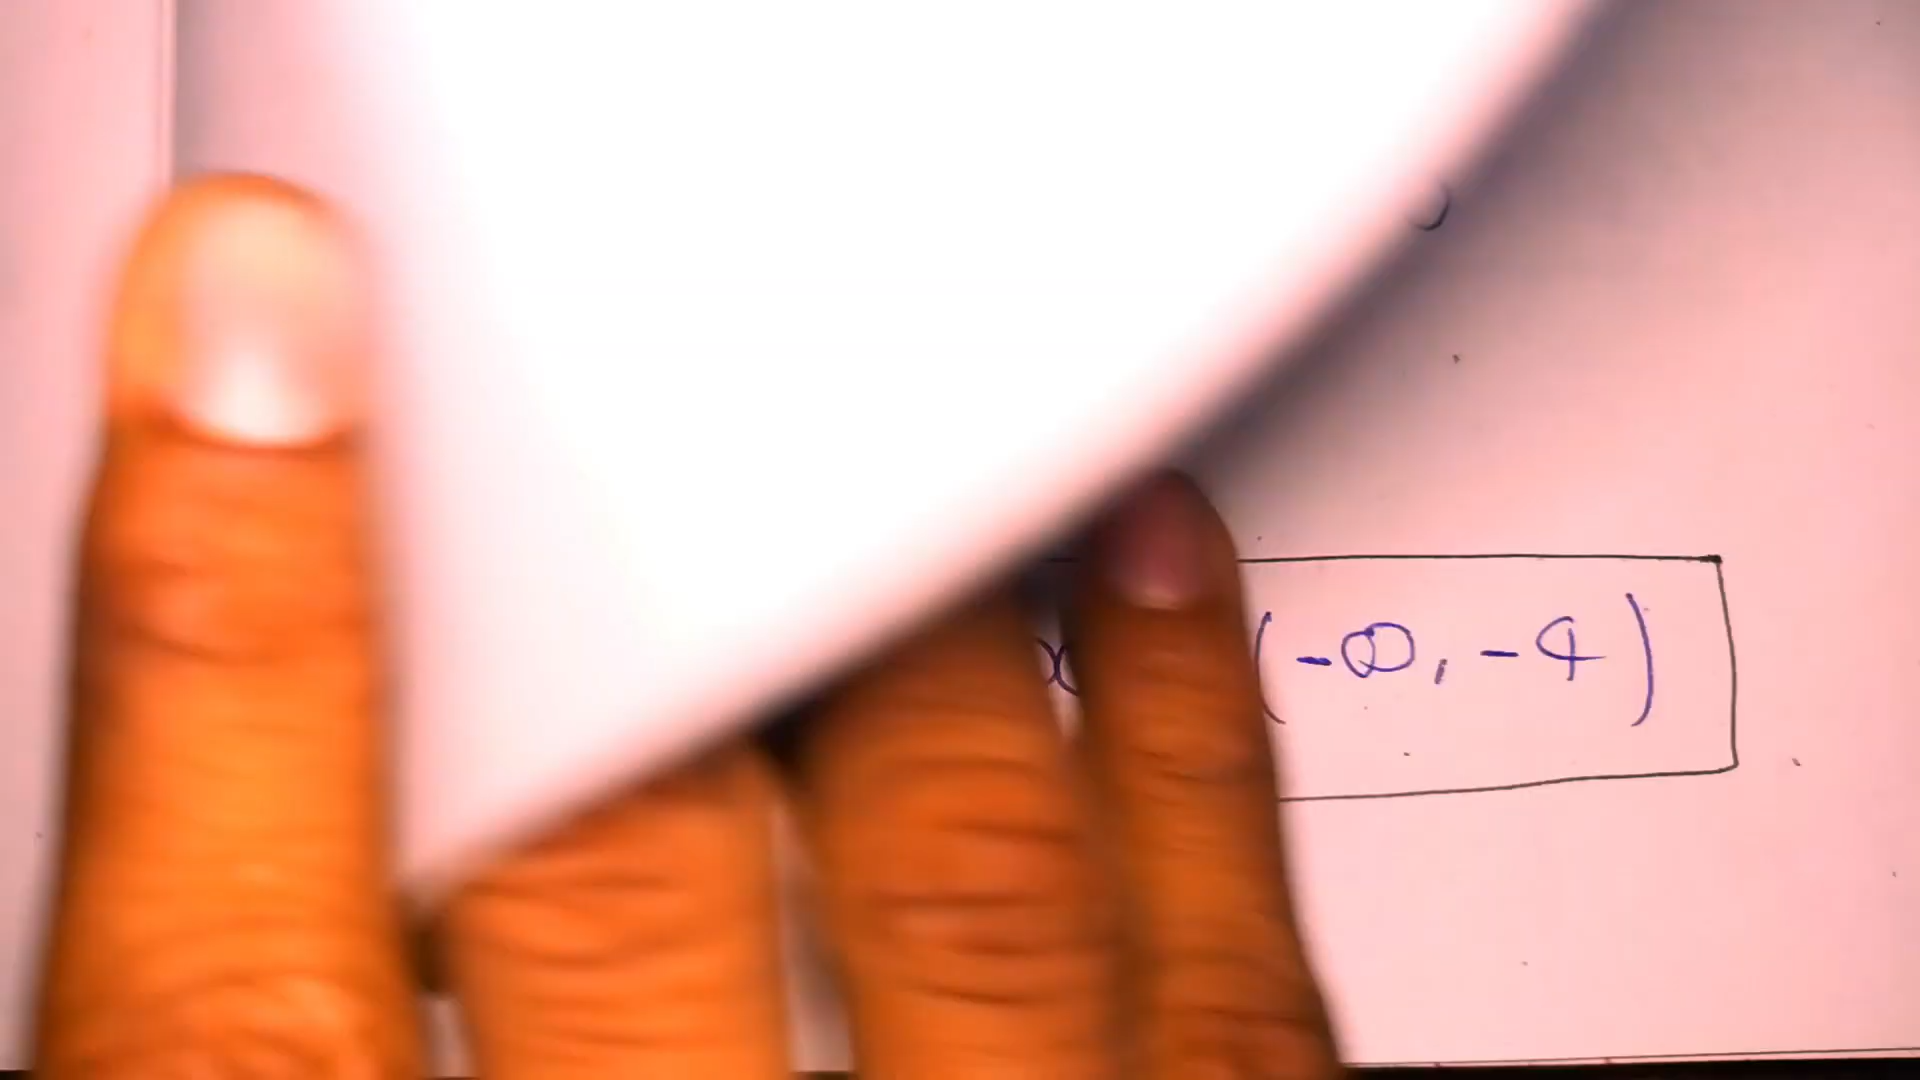 x (-∞, -4)